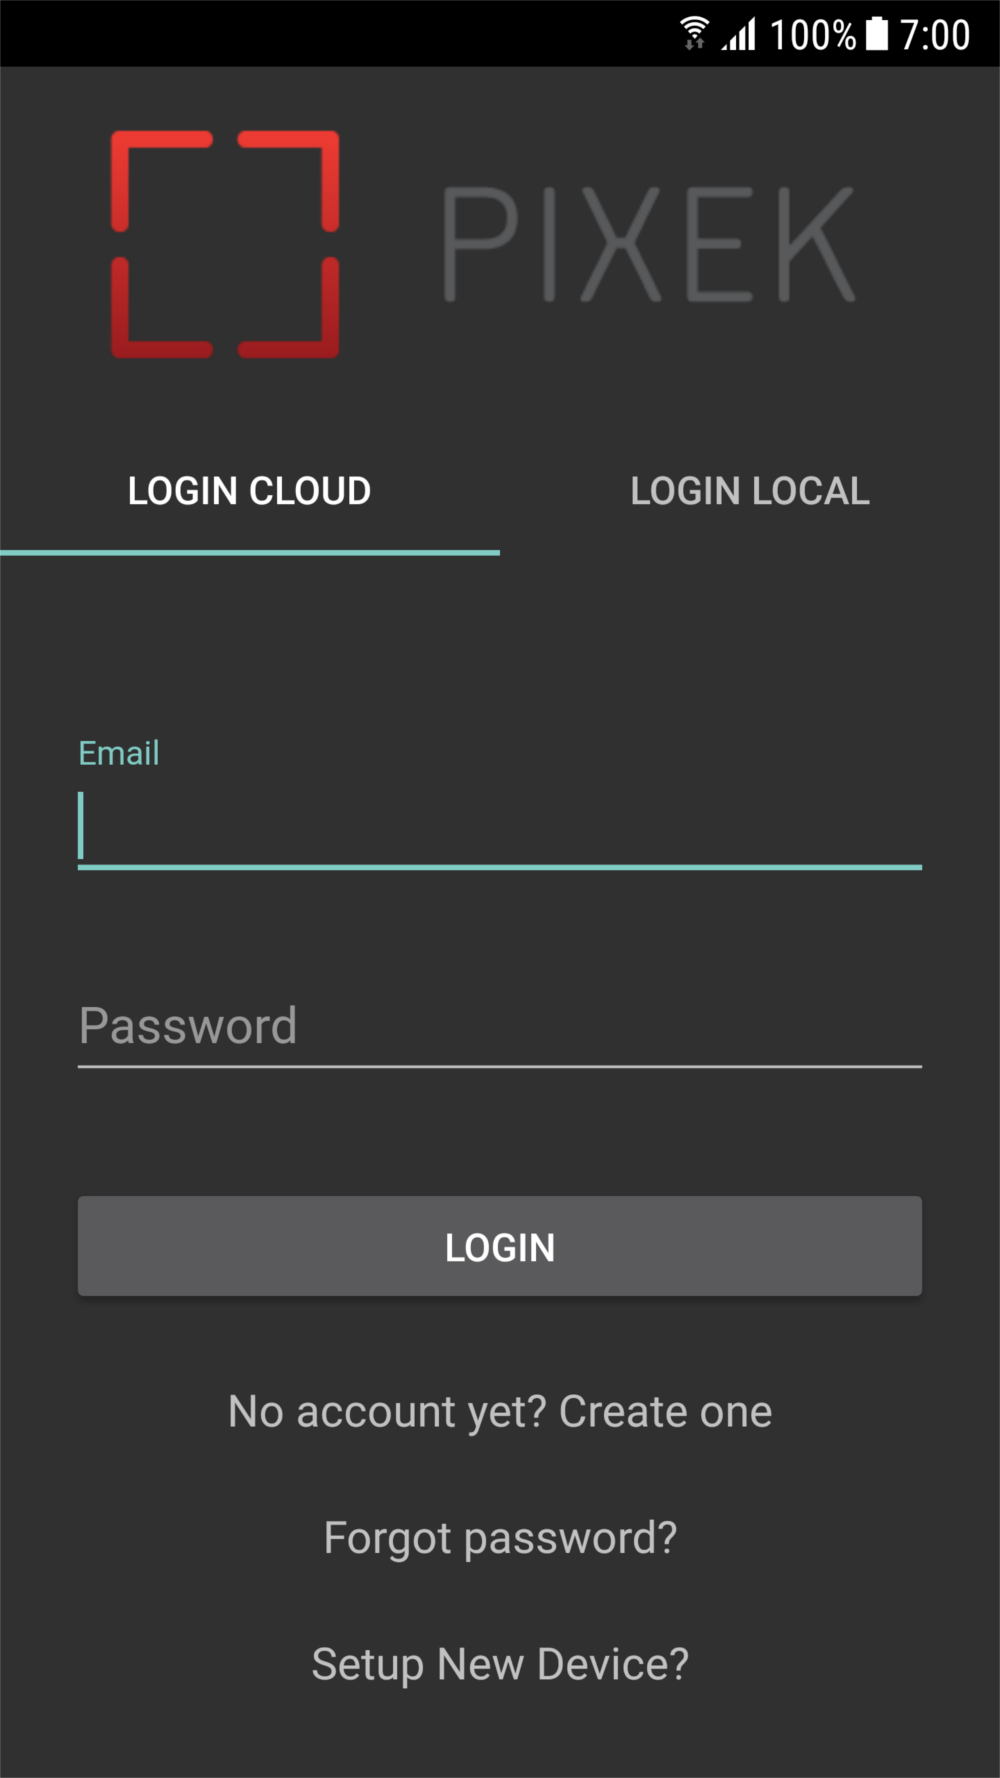 100% 7:00
PIXEK
LOGIN CLOUD LOGIN LOCAL
Email
Password
LOGIN
No account yet? Create one
Forgot password?
Setup New Device?